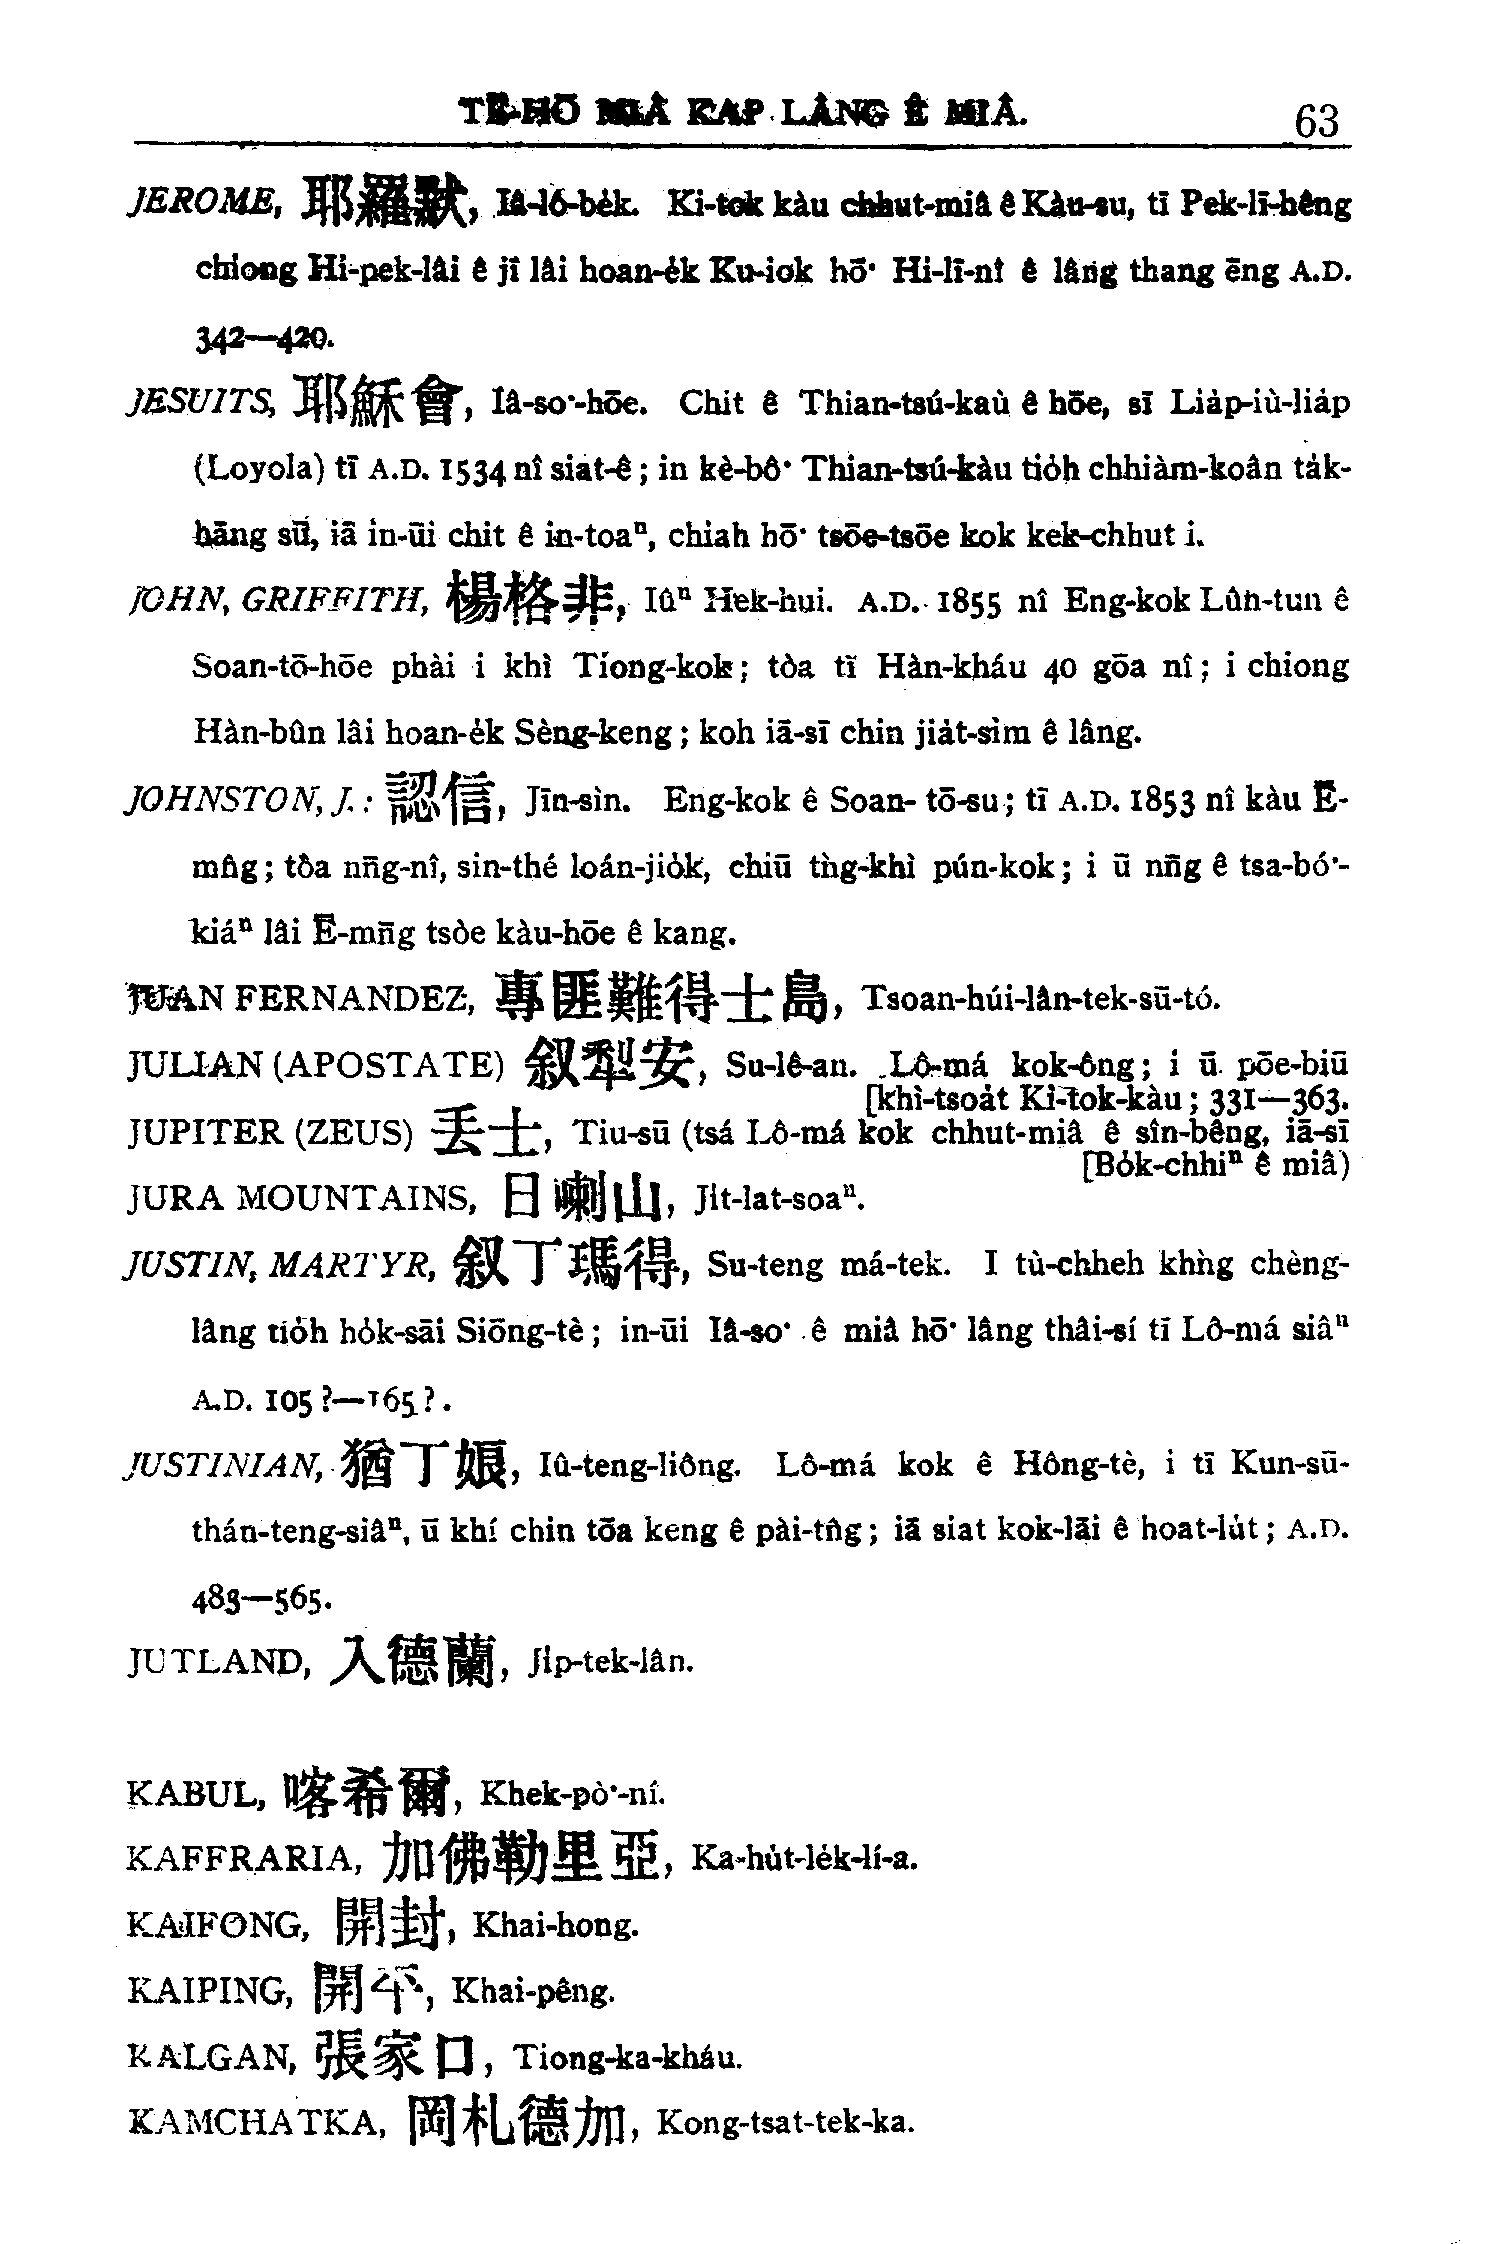 TĒ-HŌ MIÂ KAP LÂNG Ê MIÂ. 63
JEROME, 耶羅默, Iâ-lô-be̍k. Ki-tok kàu chhut-miâ ê Kàu-su, tī Pek-lī-hêng
chiong Hi-pek-lâi ê jī lâi hoan-e̍k Ku-iok hō͘ Hi-lī-nî ê lâng thang ēng A.D.
342—420.
JESUITS, 耶穌會, Iâ-so͘-hōe. Chit ê Thian-tsú-kaù ê hōe, sī Lia̍p-iù-lia̍p
(Loyola) tī A.D. 1534 nî siat-ê; in kè-bô͘ Thian-tsú-kàu tio̍h chhiàm-koân ta̍k-
hāng sū, iā in-ūi chit ê in-toaⁿ, chiah hō͘ tsōe-tsōe kok kek-chhut i.
JOHN, GRIFFITH, 楊格非, Iûⁿ Hek-hui. A.D. 1855 nî Eng-kok Lûn-tun ê
Soan-tō-hōe phài i khì Tiong-kok; tòa tī Hàn-kháu 40 gōa nî; i chiong
Hàn-bûn lâi hoan-e̍k Sèng-keng; koh iā-sī chin jia̍t-sim ê lâng.
JOHNSTON, J.: 認信, Jīn-sìn. Eng-kok ê Soan-tō-su; tī A.D. 1853 nî kàu Ē-
mn̂g; tòa nn̄g-nî, sin-thé loán-jio̍k, chiū tǹg-khì pún-kok; i ū nn̄g ê tsa-bó͘-
kiáⁿ lâi Ē-mn̄g tsòe kàu-hōe ê kang.
JUAN FERNANDEZ, 專匪難得士島, Tsoan-húi-lân-tek-sū-tó.
JULIAN (APOSTATE) 叙犁安, Su-lê-an. Lô-má kok-ông; i ū pōe-biū
[khì-tsoa̍t Ki-tok-kàu; 331—363.
JUPITER (ZEUS) 丟士, Tiu-sū (tsá Lô-má kok chhut-miâ ê sîn-bêng, iā-sī
[Bo̍k-chhiⁿ ê miâ)
JURA MOUNTAINS, 日喇山, Ji̍t-lat-soaⁿ.
JUSTIN, MARTYR, 叙丁瑪得, Su-teng má-tek. I tù-chheh khǹg chèng-
lâng tio̍h ho̍k-sāi Siōng-tè; in-ūi Iâ-so͘ ê miâ hō͘ lâng thâi-sí tī Lô-má siâⁿ
A.D. 105?—165?.
JUSTINIAN, 猶丁娘, Iû-teng-liông. Lô-má kok ê Hông-tè, i tī Kun-sū-
thán-teng-siâⁿ, ū khí chin tōa keng ê pài-tn̂g; iā siat kok-lāi ê hoat-lu̍t; A.D.
483—565.
JUTLAND, 入德蘭, Ji̍p-tek-lân.
KABUL, 喀希爾, Khek-pò͘-ní.
KAFFRARIA, 加佛勒里亞, Ka-hu̍t-le̍k-lí-a.
KAIFONG, 開封, Khai-hong.
KAIPING, 開平, Khai-pêng.
KALGAN, 張家口, Tiong-ka-kháu.
KAMCHATKA, 岡札德加, Kong-tsat-tek-ka.